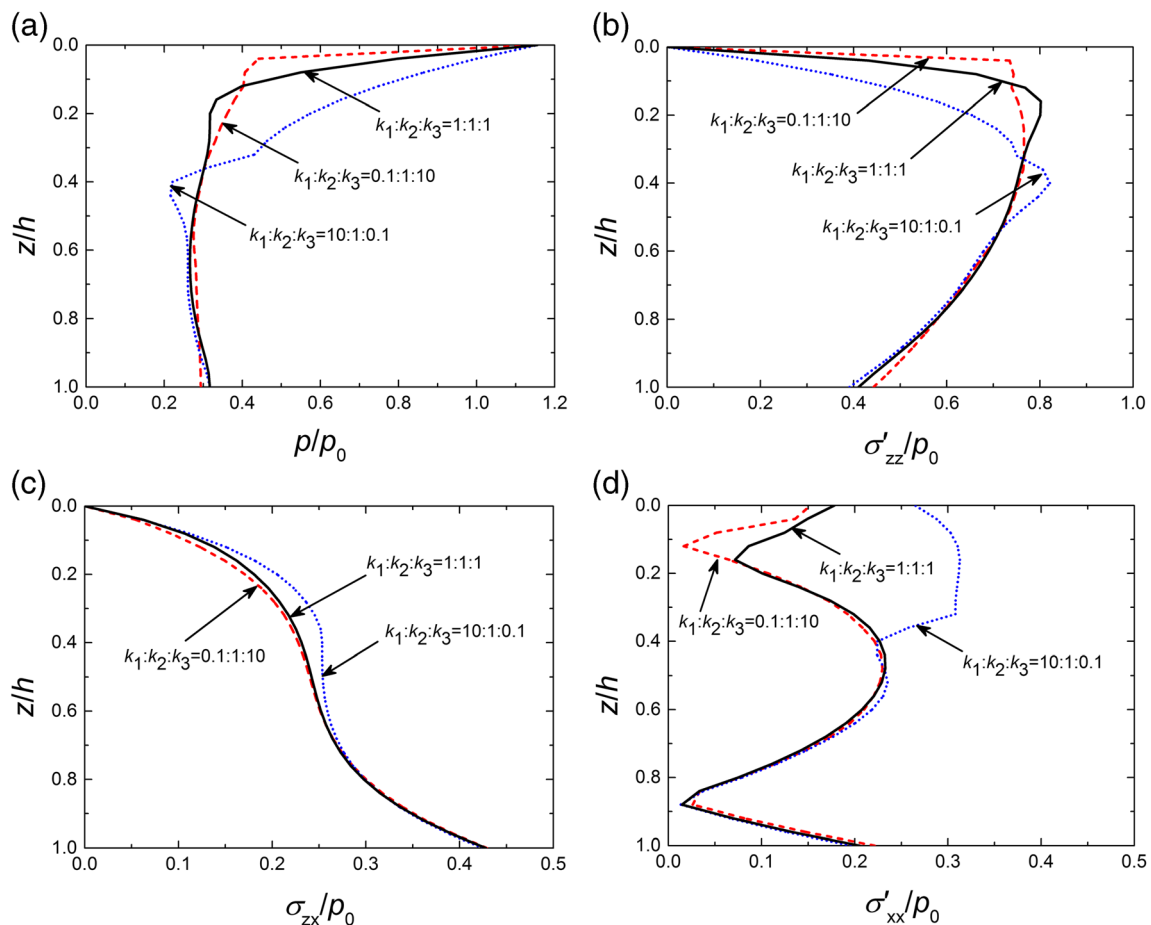 (a)
0.0
0.2
0.4
0.6
0.8
1.0
z/h
k₁:k₂:k₃=1:1:1
k₁:k₂:k₃=0.1:1:10
k₁:k₂:k₃=10:1:0.1
0.0 0.2 0.4 0.6 0.8 1.0 1.2
p/p₀
(b)
0.0
0.2
0.4
0.6
0.8
1.0
z/h
k₁:k₂:k₃=0.1:1:10
k₁:k₂:k₃=1:1:1
k₁:k₂:k₃=10:1:0.1
0.0 0.2 0.4 0.6 0.8 1.0
σ′zz/p₀
(c)
0.0
0.2
0.4
0.6
0.8
1.0
z/h
k₁:k₂:k₃=1:1:1
k₁:k₂:k₃=0.1:1:10
k₁:k₂:k₃=10:1:0.1
0.0 0.1 0.2 0.3 0.4 0.5
σzx/p₀
(d)
0.0
0.2
0.4
0.6
0.8
1.0
z/h
k₁:k₂:k₃=1:1:1
k₁:k₂:k₃=0.1:1:10
k₁:k₂:k₃=10:1:0.1
0.0 0.1 0.2 0.3 0.4 0.5
σ′xx/p₀